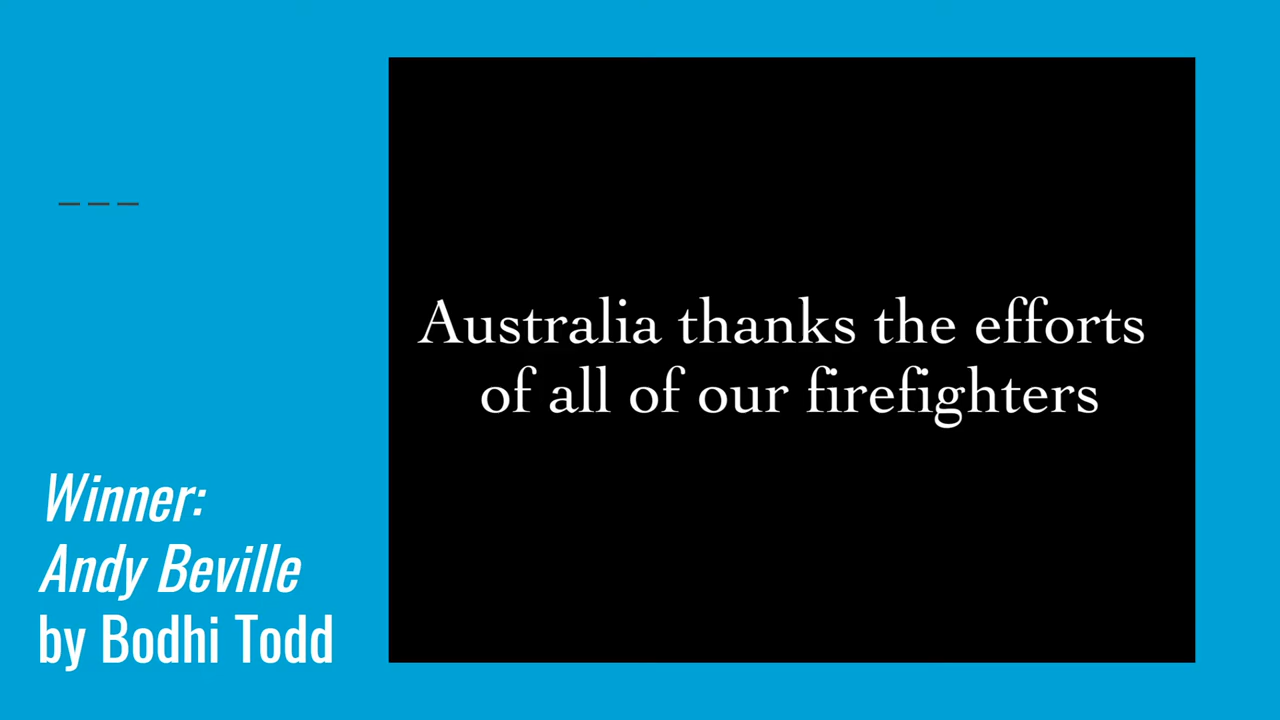 Australia thanks the efforts
of all of our firefighters
Winner:
Andy Beville
by Bodhi Todd